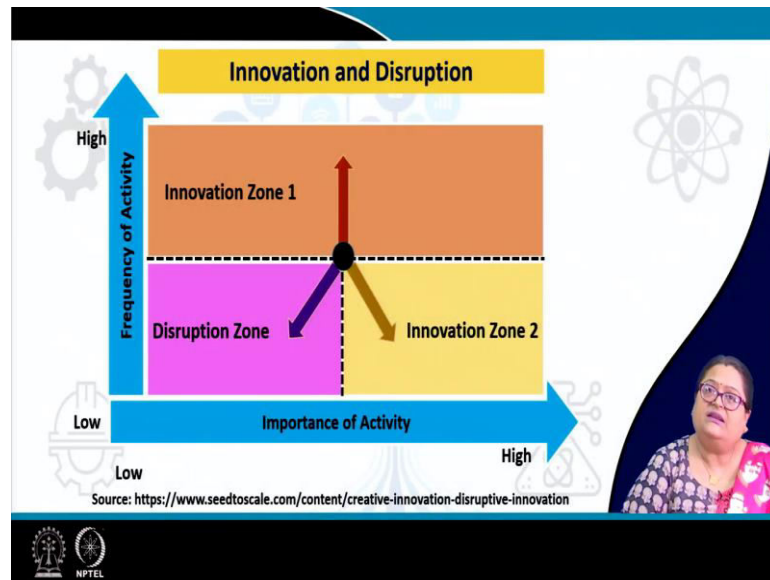 Innovation and Disruption
High
Frequency of Activity
Innovation Zone 1
Disruption Zone
Innovation Zone 2
Low
Importance of Activity
High
Low
Source: https://www.seedtoscale.com/content/creative-innovation-disruptive-innovation
NPTEL